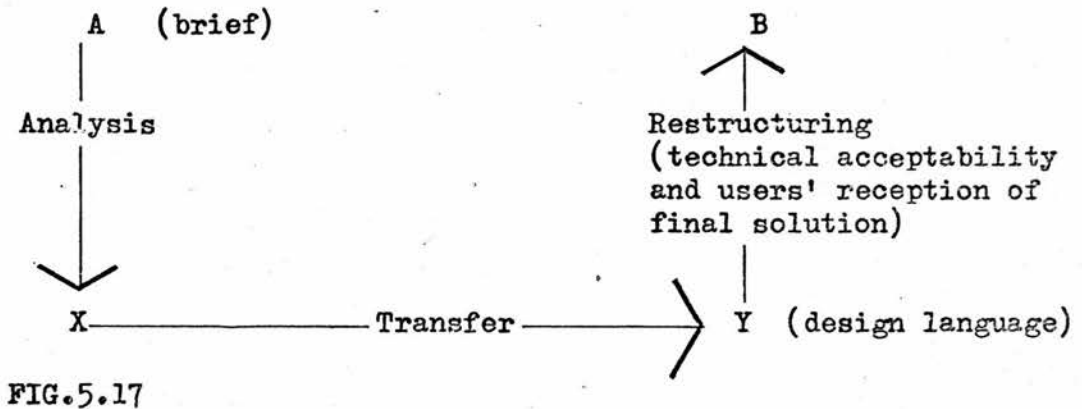 A (brief)
B
Analysis
Restructuring
(technical acceptability
and users' reception of
final solution)
X
Transfer
Y (design language)
FIG.5.17